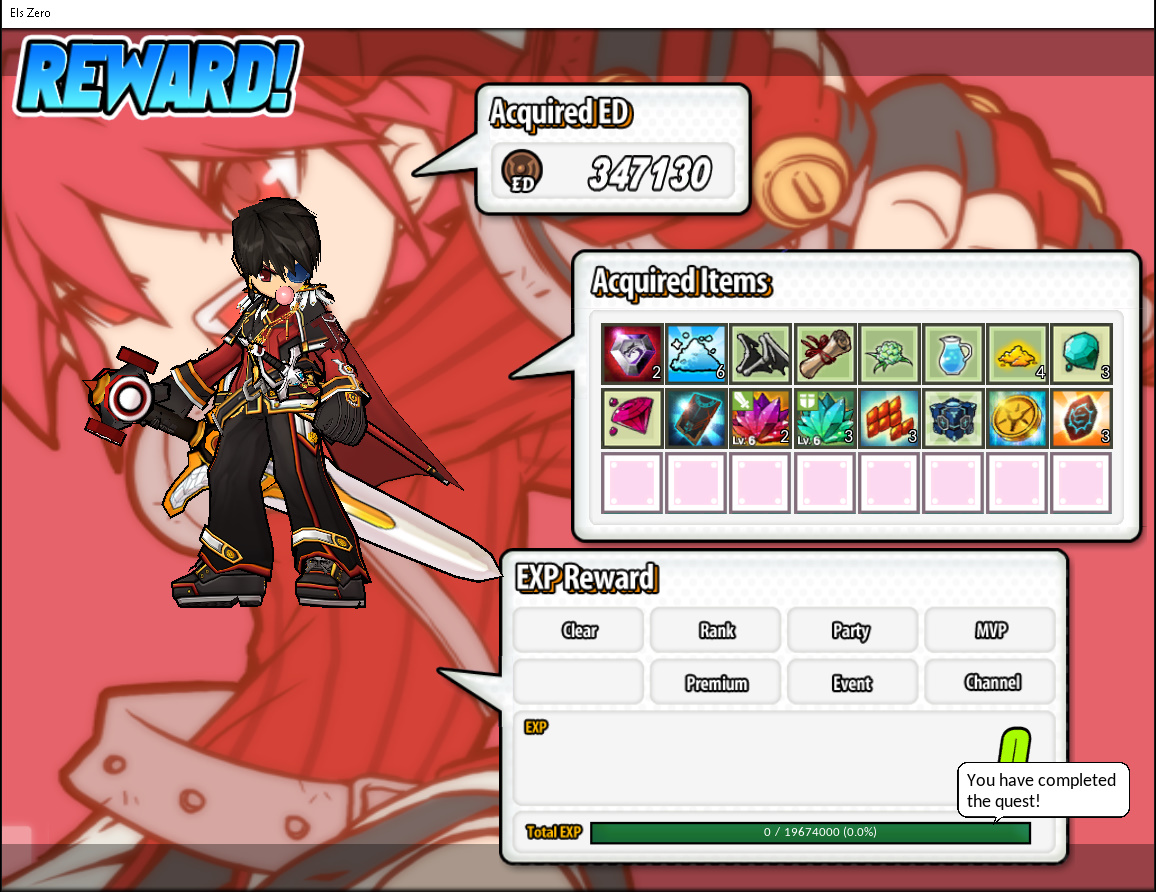 Els Zero
REWARD!
Acquired ED
ED
347130
Acquired Items
2
6
4
3
Lv.6 2
Lv.6 3
3
3
EXP Reward
Clear
Rank
Party
MVP
Premium
Event
Channel
EXP
You have completed
the quest!
Total EXP
0 / 19674000 (0.0%)